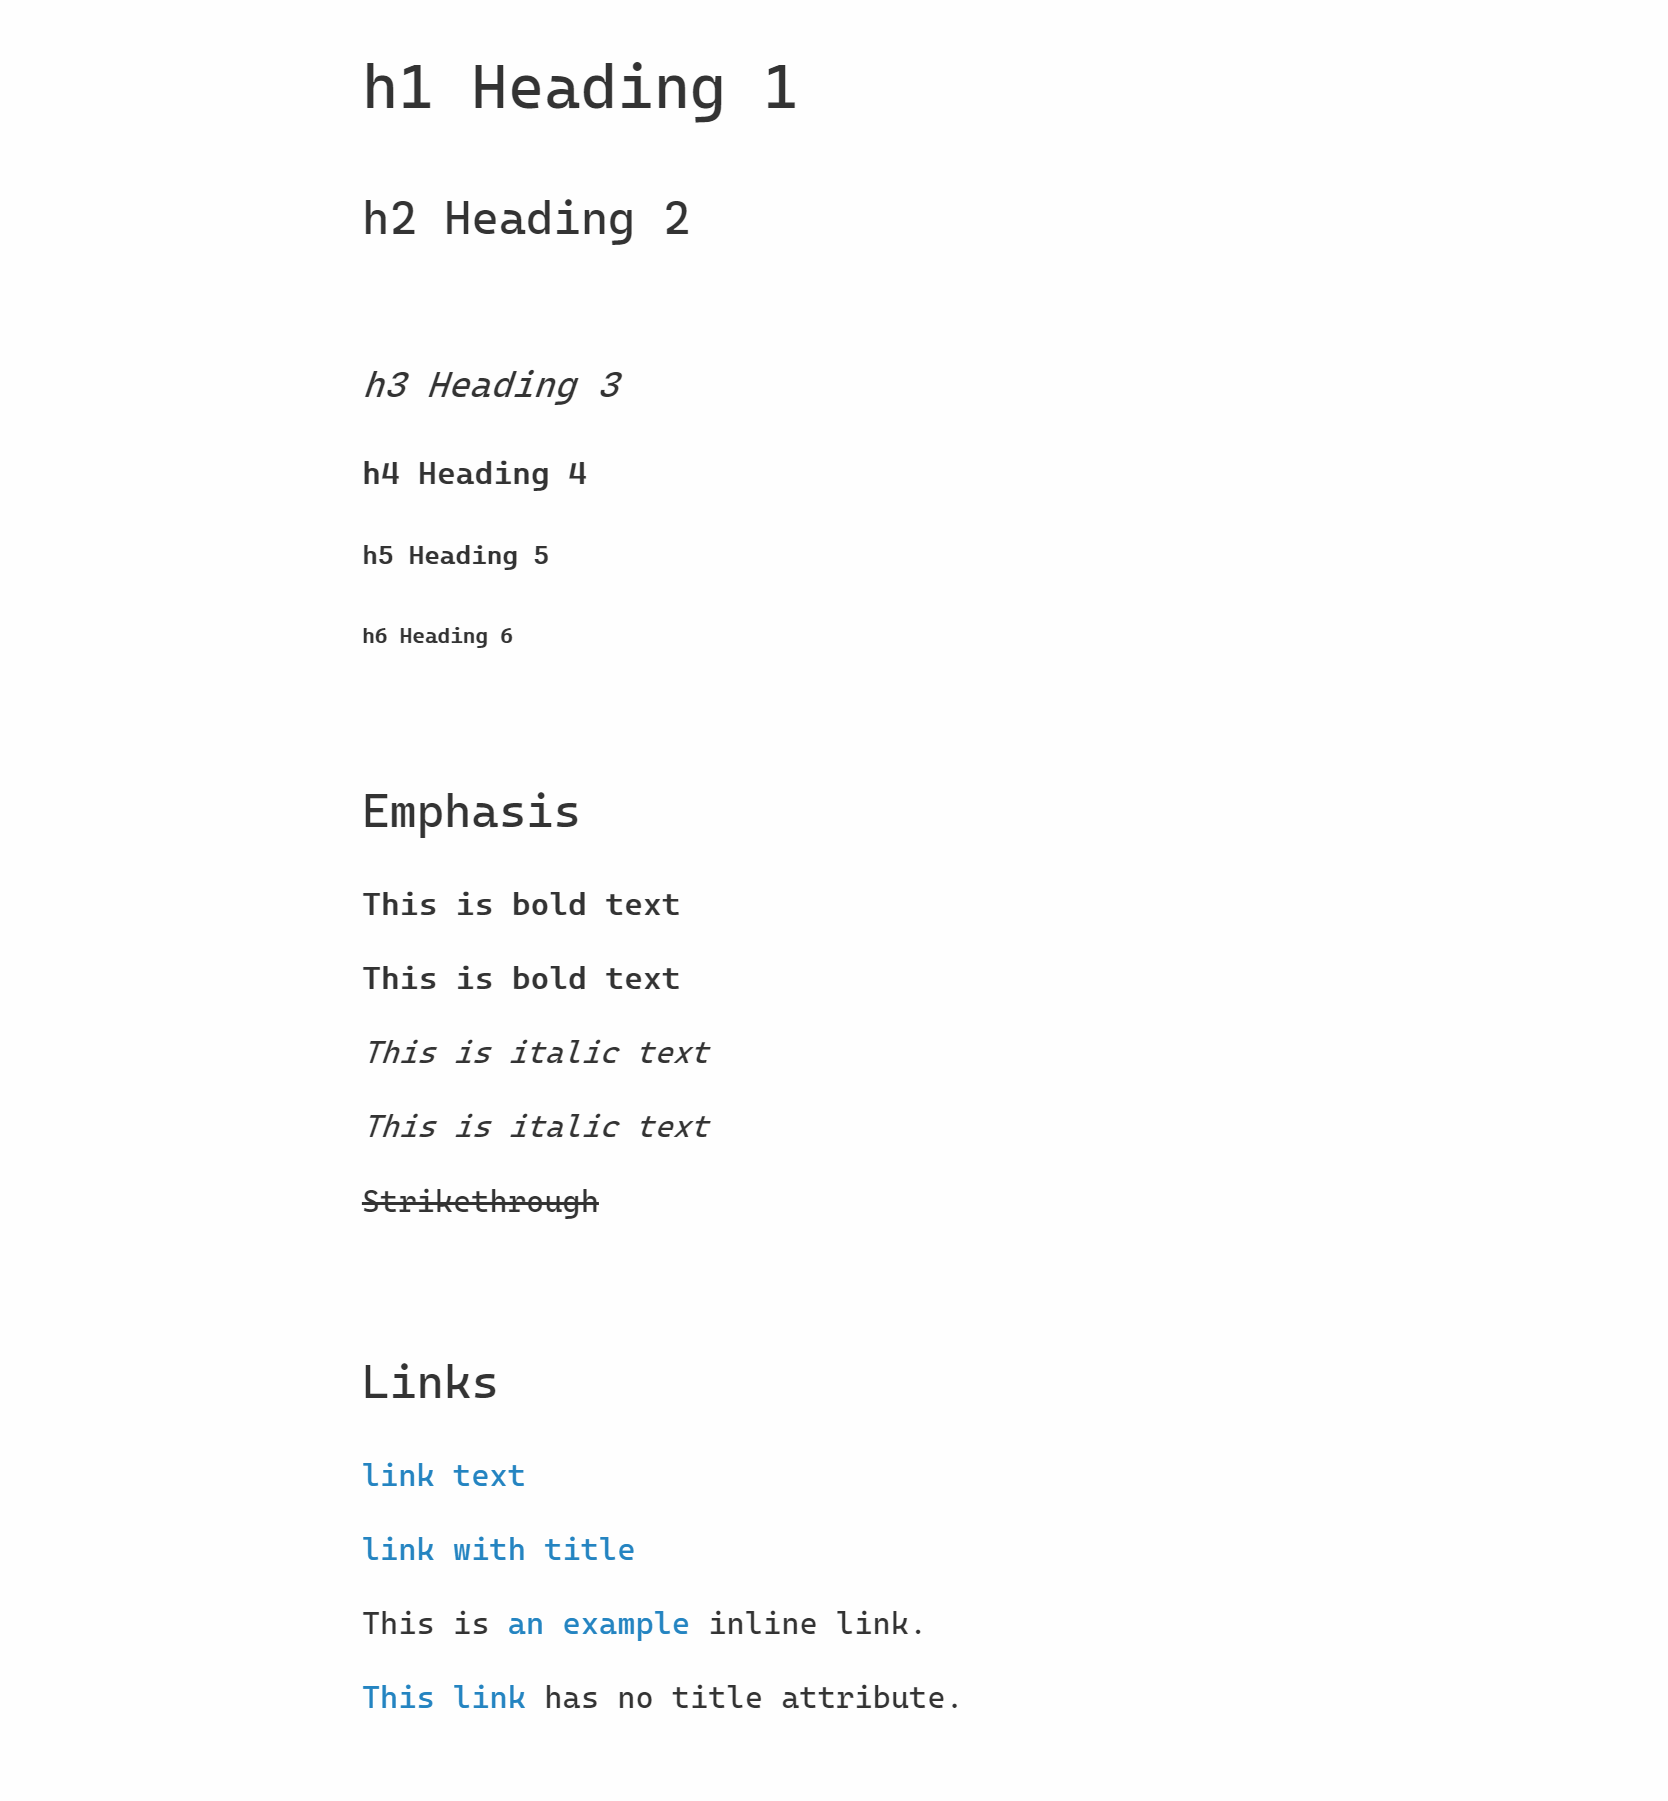 h1 Heading 1
h2 Heading 2
h3 Heading 3
h4 Heading 4
h5 Heading 5
h6 Heading 6
Emphasis
This is bold text
This is bold text
This is italic text
This is italic text
Strikethrough
Links
link text
link with title
This is an example inline link.
This link has no title attribute.